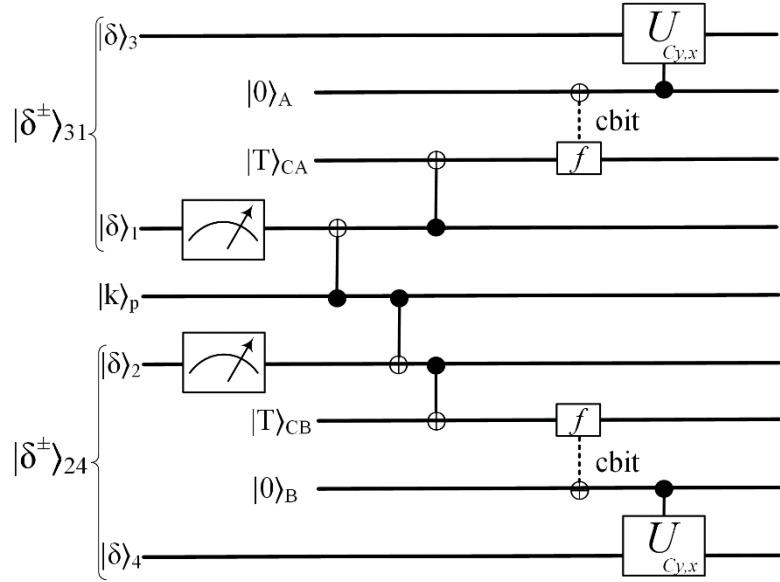 |δ⟩₃
U
Cy,x
|0⟩A
|δ±⟩₃₁
cbit
|T⟩CA
f
|δ⟩₁
|k⟩p
|δ⟩₂
|T⟩CB
f
|δ±⟩₂₄
cbit
|0⟩B
U
Cy,x
|δ⟩₄